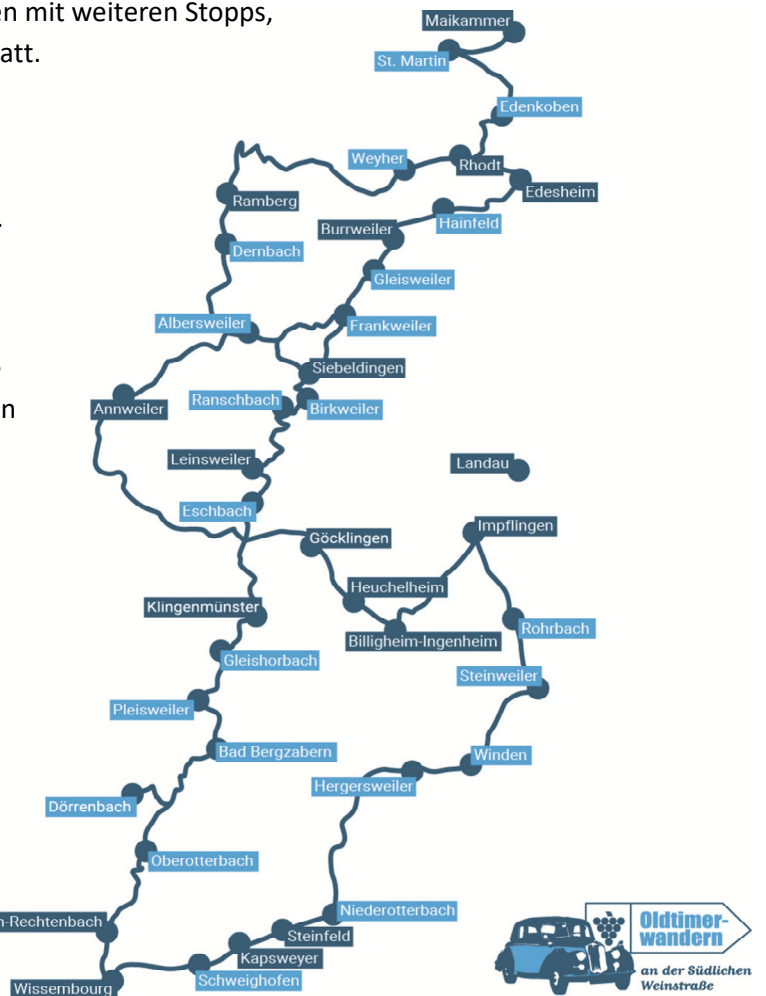 en mit weiteren Stopps,
att.
n
Maikammer
St. Martin
Edenkoben
Weyher
Rhodt
Edesheim
Ramberg
Hainfeld
Burrweiler
Dernbach
Gleisweiler
Albersweiler
Frankweiler
Siebeldingen
Ranschbach
Birkweiler
Annweiler
Leinsweiler
Landau
Eschbach
Impflingen
Göcklingen
Heuchelheim
Klingenmünster
Rohrbach
Billigheim-Ingenheim
Gleishorbach
Steinweiler
Pleisweiler
Bad Bergzabern
Winden
Hergersweiler
Dörrenbach
Oberotterbach
Niederotterbach
n-Rechtenbach
Steinfeld
Kapsweyer
Schweighofen
Wissembourg
Oldtimer-
wandern
an der Südlichen
Weinstraße